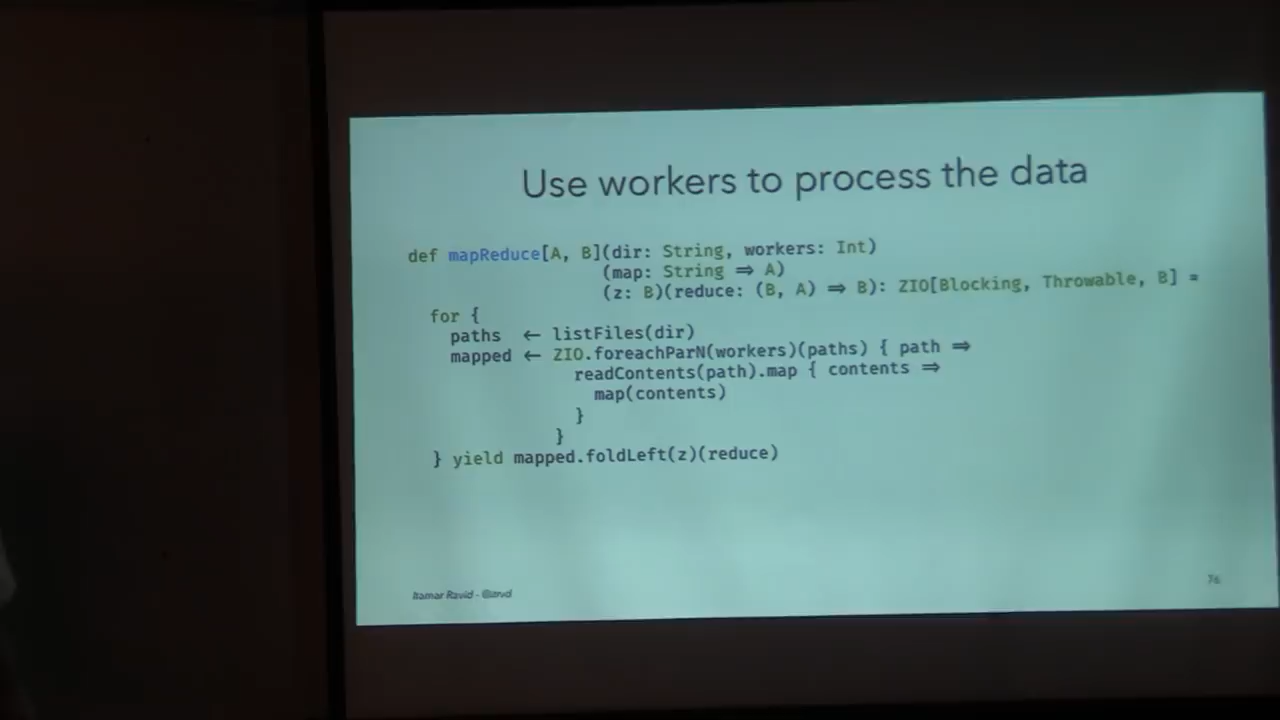 Use workers to process the data
def mapReduce[A, B](dir: String, workers: Int)
(map: String ⇒ A)
(z: B)(reduce: (B, A) ⇒ B): ZIO[Blocking, Throwable, B] =
for {
paths ← listFiles(dir)
mapped ← ZIO.foreachParN(workers)(paths) { path ⇒
readContents(path).map { contents ⇒
map(contents)
}
}
} yield mapped.foldLeft(z)(reduce)
Itamar Ravid - @iravid
76